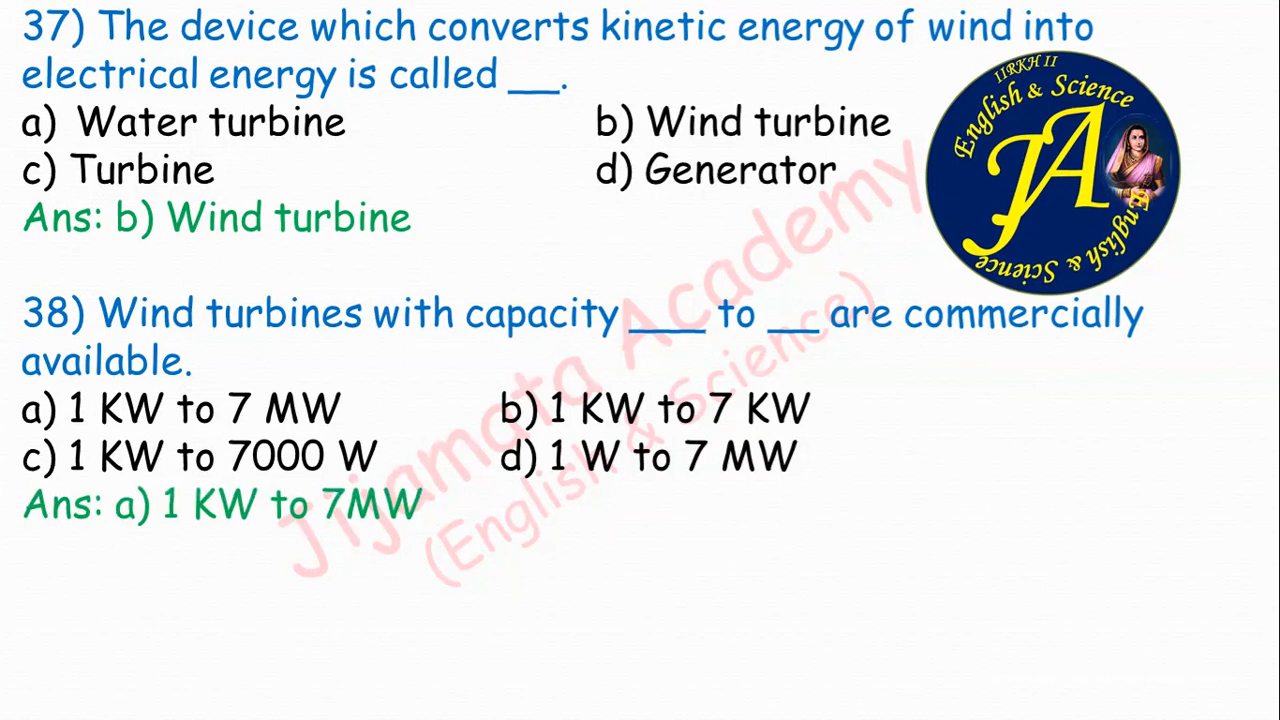 37) The device which converts kinetic energy of wind into
electrical energy is called __.
a) Water turbine b) Wind turbine
c) Turbine d) Generator
Ans: b) Wind turbine
IIRKH II
English & Science
JA
English & Science
38) Wind turbines with capacity ___ to __ are commercially
available.
a) 1 KW to 7 MW b) 1 KW to 7 KW
c) 1 KW to 7000 W d) 1 W to 7 MW
Ans: a) 1 KW to 7MW
Jijamata Academy
(English & Science)